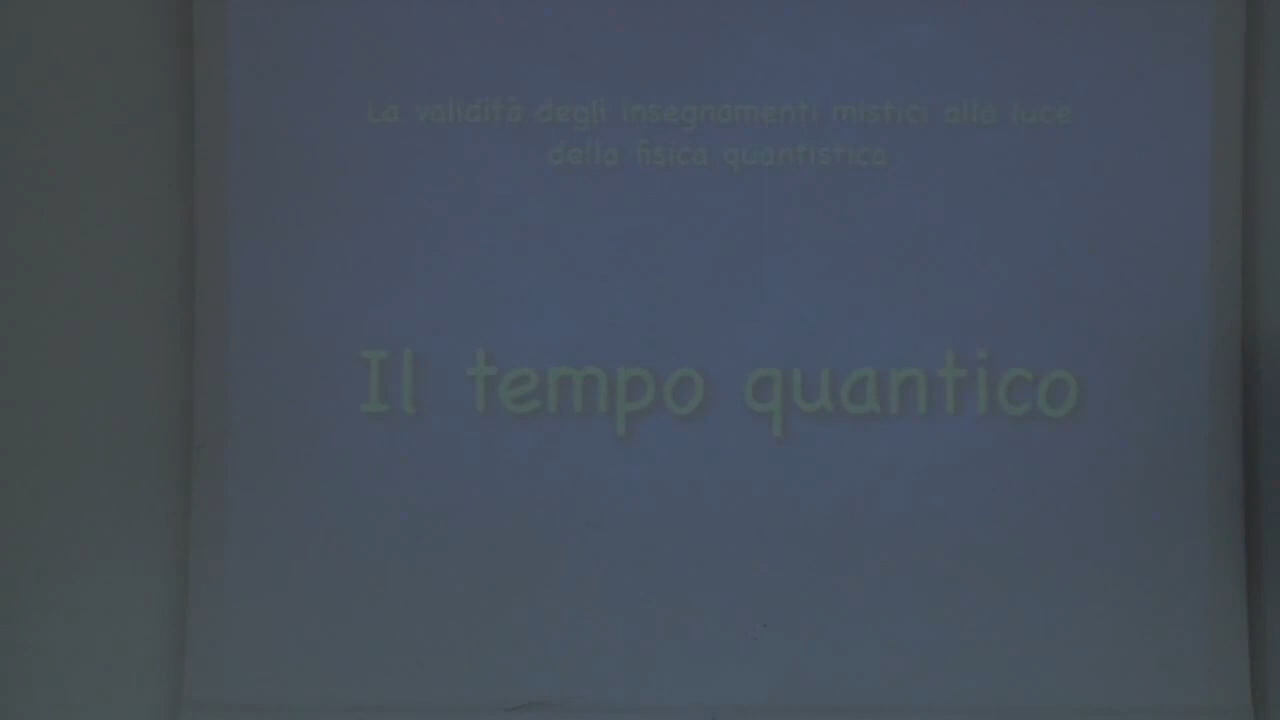 La validità degli insegnamenti mistici alla luce
della fisica quantistica
Il tempo quantico